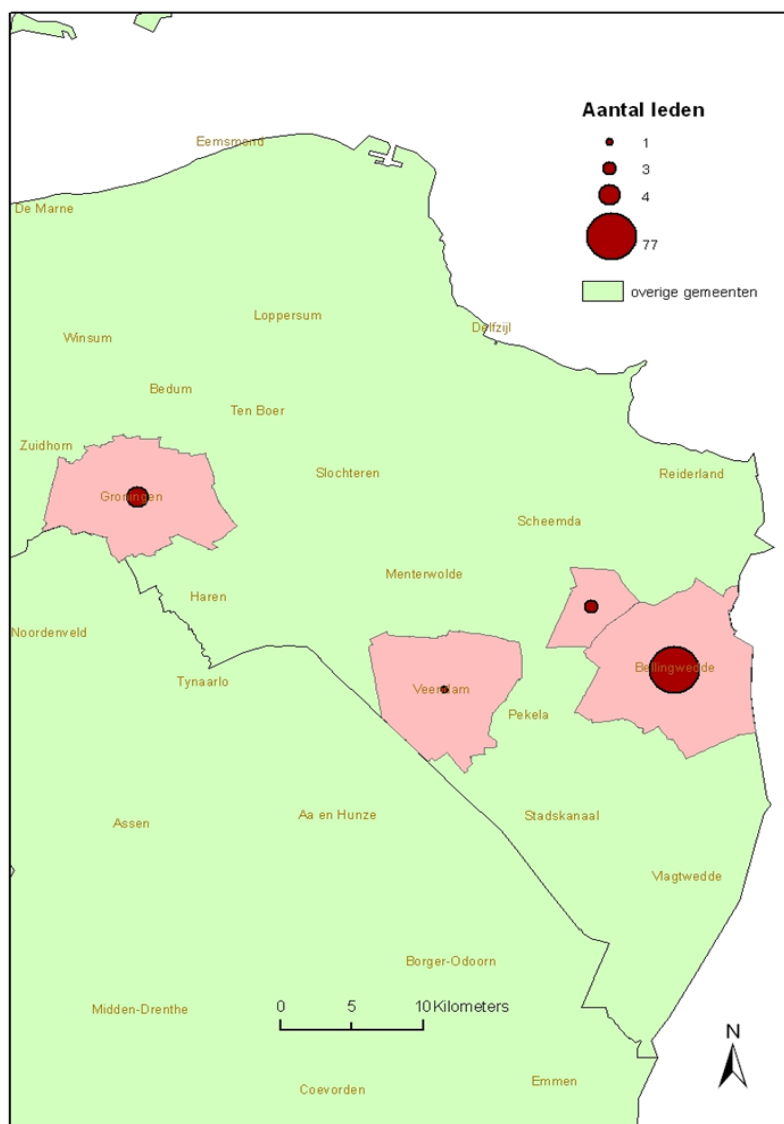 Aantal leden
1
3
4
77
overige gemeenten
Eemsmond
De Marne
Loppersum
Delfzijl
Winsum
Bedum
Ten Boer
Zuidhorn
Slochteren
Reiderland
Groningen
Scheemda
Menterwolde
Haren
Noordenveld
Bellingwedde
Tynaarlo
Veendam
Pekela
Aa en Hunze
Stadskanaal
Assen
Vlagtwedde
Borger-Odoorn
Midden-Drenthe
0 5 10 Kilometers
N
Emmen
Coevorden